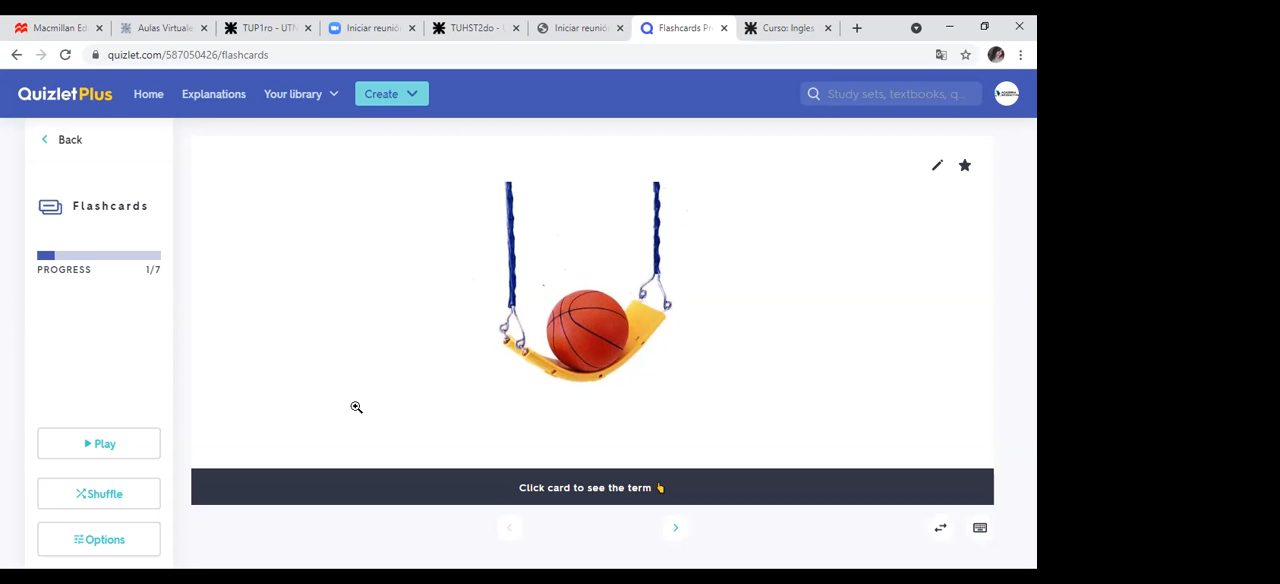 Macmillan Ed
Aulas Virtuale
TUP1ro - UTN
Iniciar reunió
TUHST2do - U
Iniciar reunió
Flashcards Pr
Curso: Ingles
quizlet.com/587050426/flashcards
QuizletPlus
Home
Explanations
Your library
Create
Study sets, textbooks, q...
Back
Flashcards
PROGRESS 1/7
Play
Shuffle
Options
Click card to see the term